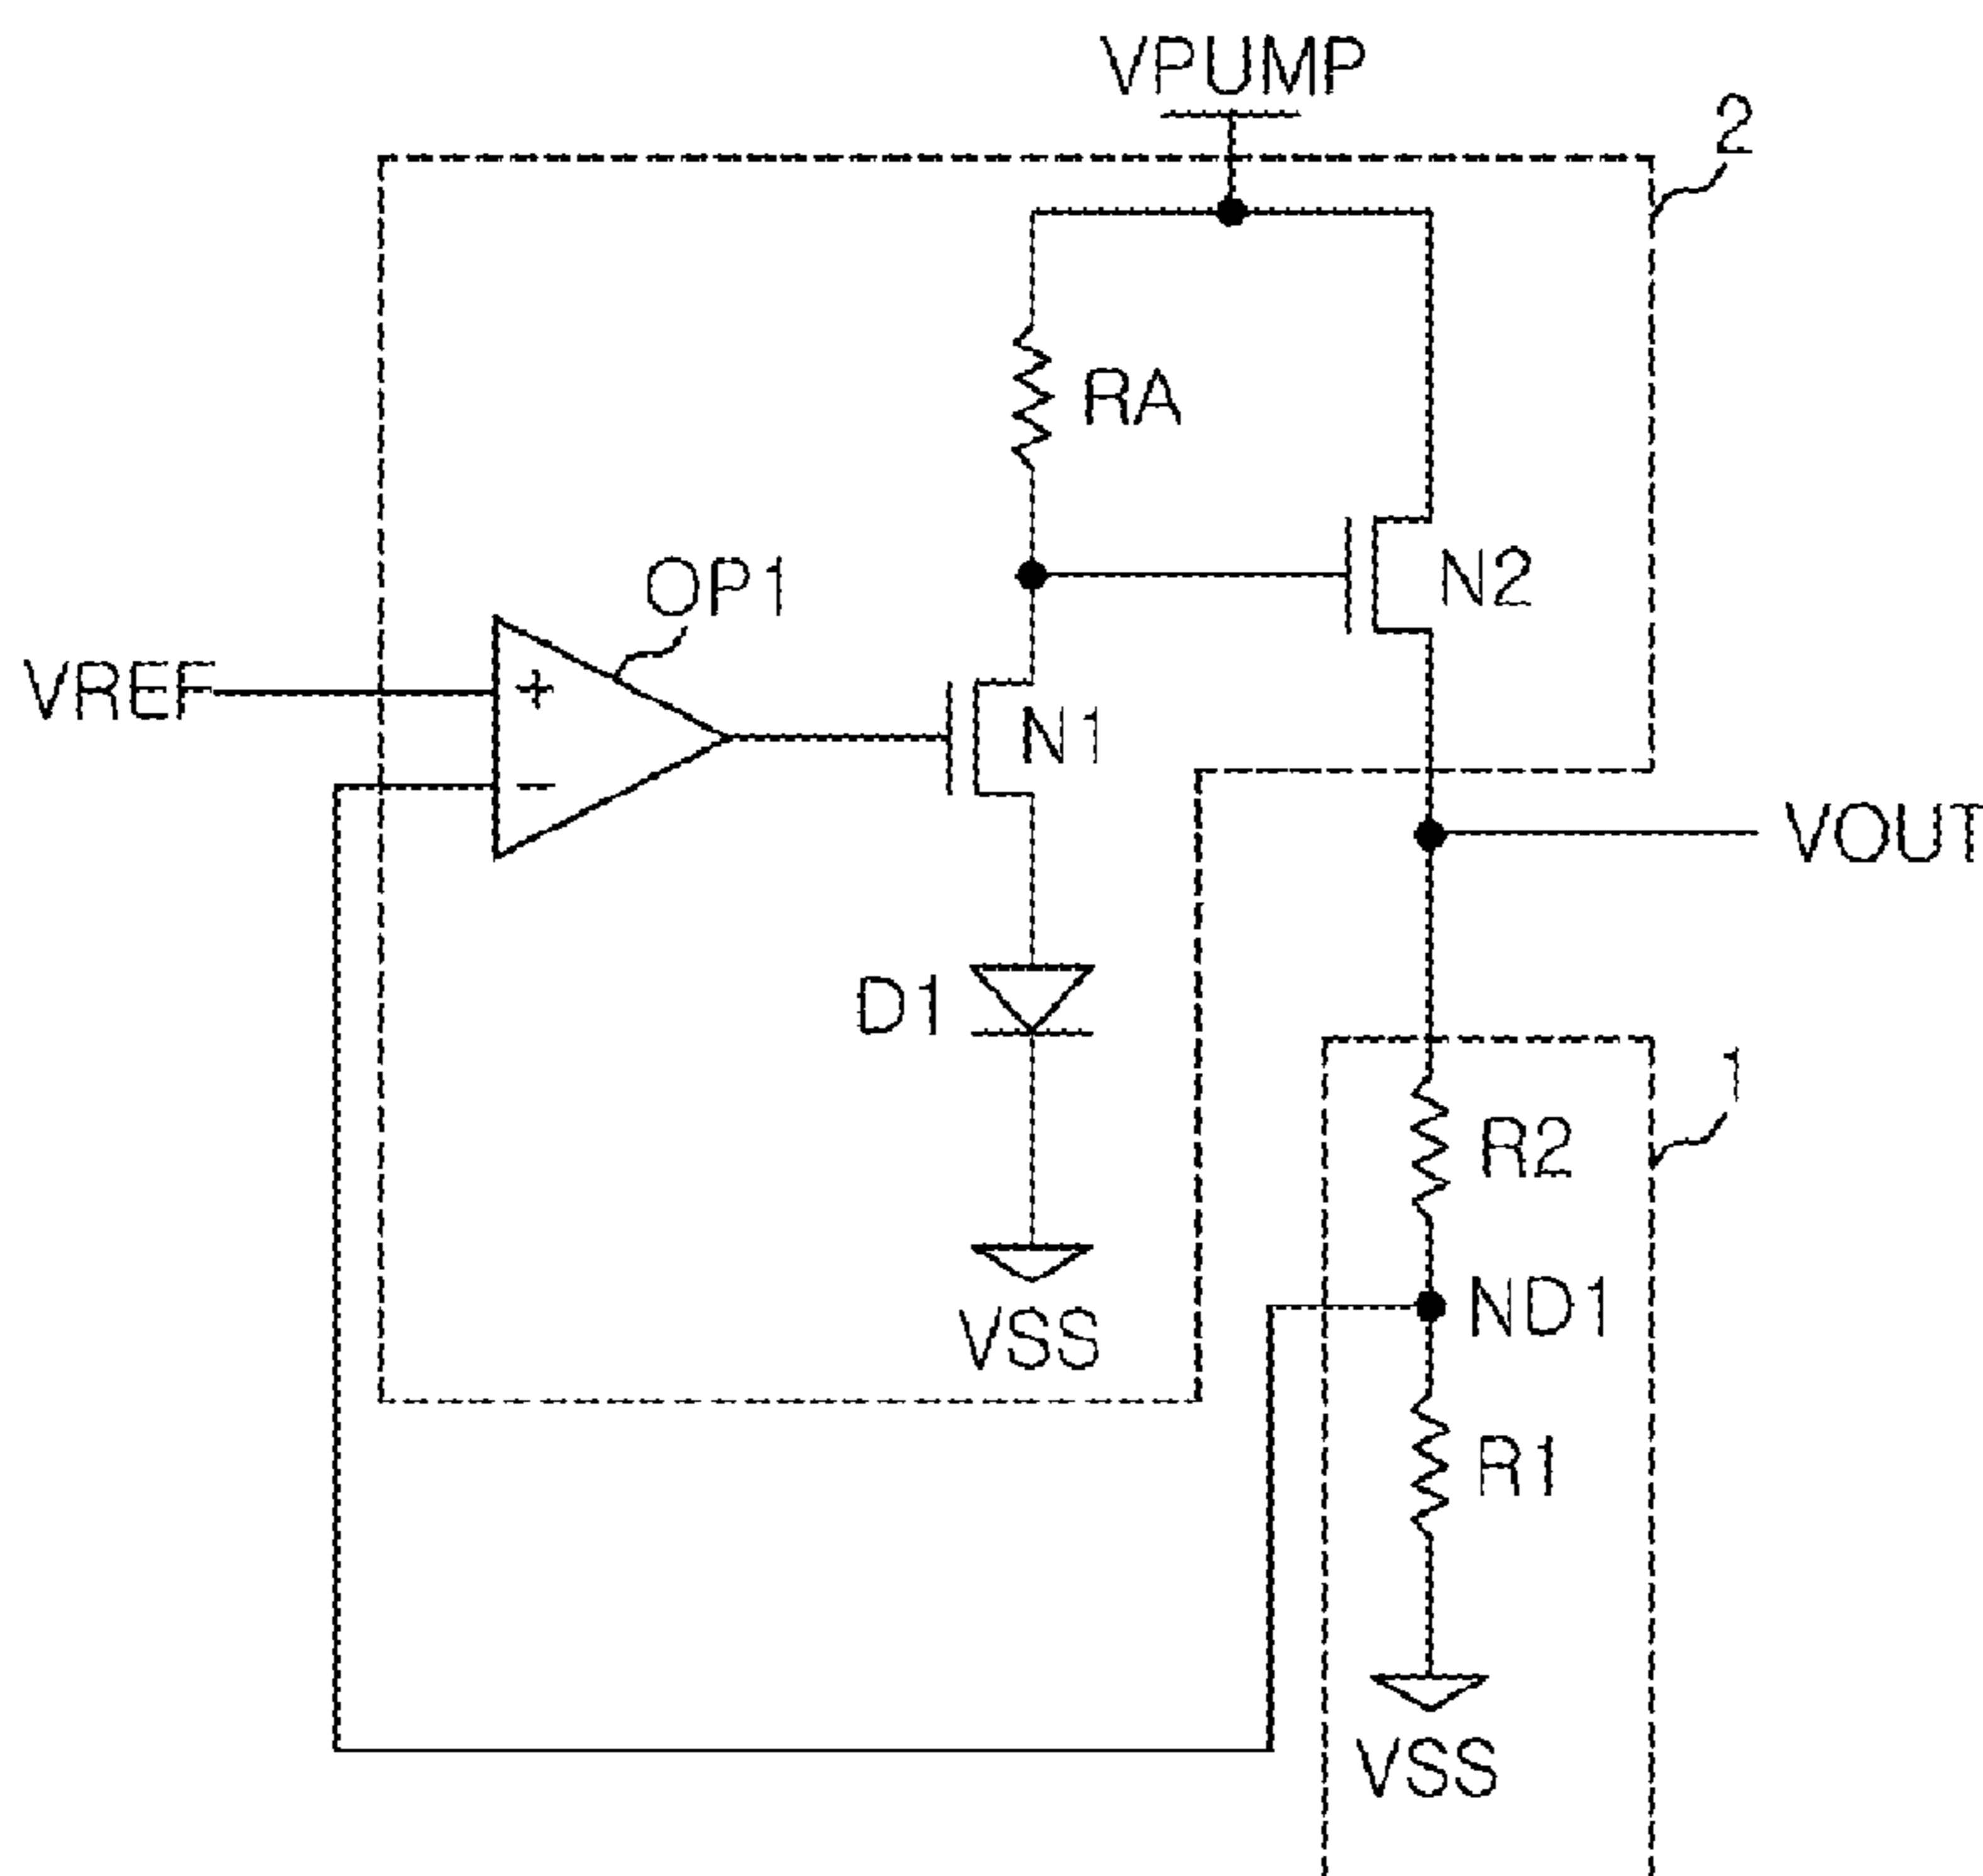 VPUMP
2
RA
OP1
N2
VREF
+
N1
−
VOUT
D1
1
R2
ND1
VSS
R1
VSS